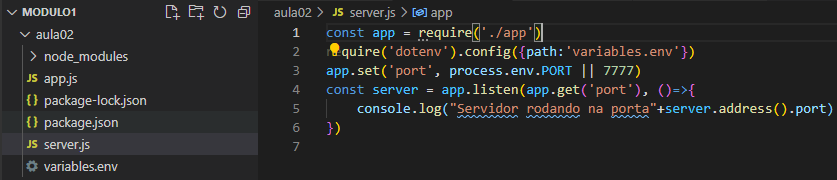 MODULO1
aula02
node_modules
JS app.js
{} package-lock.json
{} package.json
JS server.js
variables.env
aula02 > JS server.js > app
1 const app = require('./app')
2 require('dotenv').config({path:'variables.env'})
3 app.set('port', process.env.PORT || 7777)
4 const server = app.listen(app.get('port'), ()=>{
5 console.log("Servidor rodando na porta"+server.address().port)
6 })
7